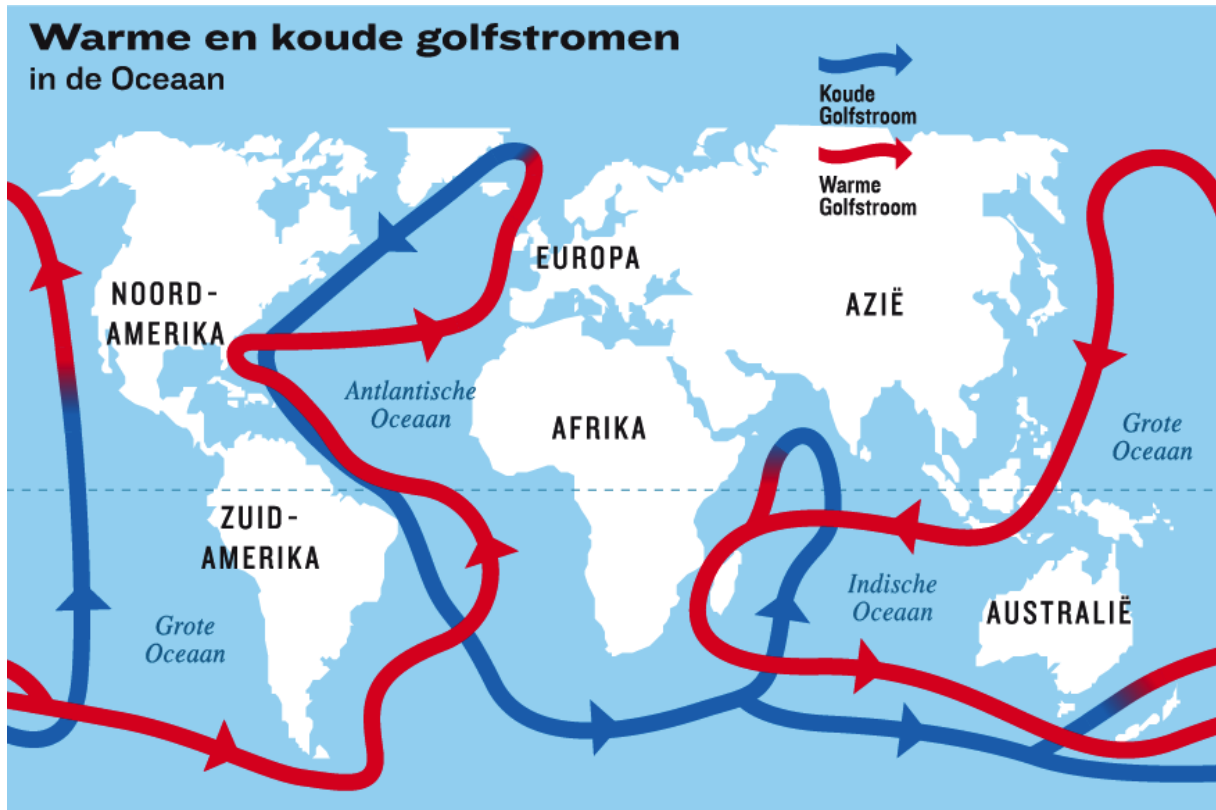 Warme en koude golfstromen
in de Oceaan
Koude
Golfstroom
Warme
Golfstroom
NOORD-
AMERIKA
EUROPA
AZIË
Antlantische
Oceaan
AFRIKA
Grote
Oceaan
ZUID-
AMERIKA
Indische
Oceaan
AUSTRALIË
Grote
Oceaan